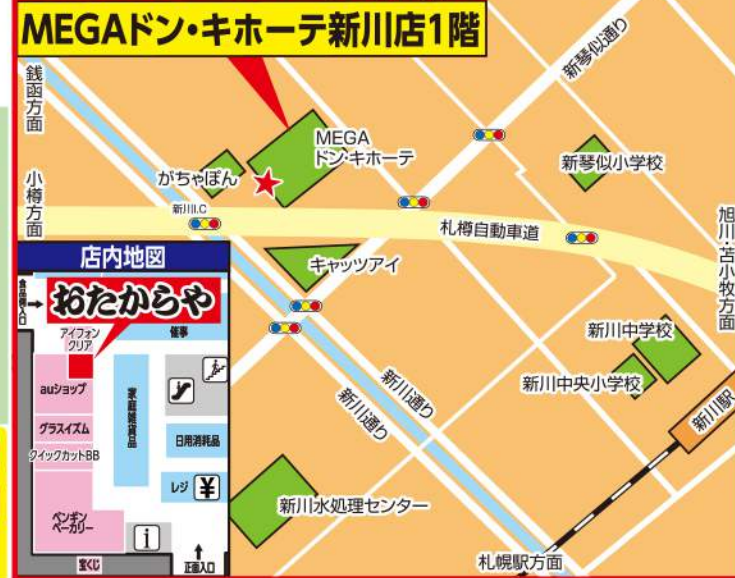 MEGAドン・キホーテ新川店1階
銭函方面
小樽方面
新琴似通り
MEGA
ドン・キホーテ
がちゃぽん
新琴似小学校
新川I.C
札樽自動車道
旭川・苫小牧方面
キャッツアイ
新川中学校
新川中央小学校
新川通り
新川通り
新川駅
新川水処理センター
札幌駅方面
店内地図
おたからや
アイフォン
クリア
催事
auショップ
家庭雑貨品
グラスイズム
クイックカットBB
日用消耗品
レジ
¥
ペンギン
ベーカリー
i
宝くじ
正面入口